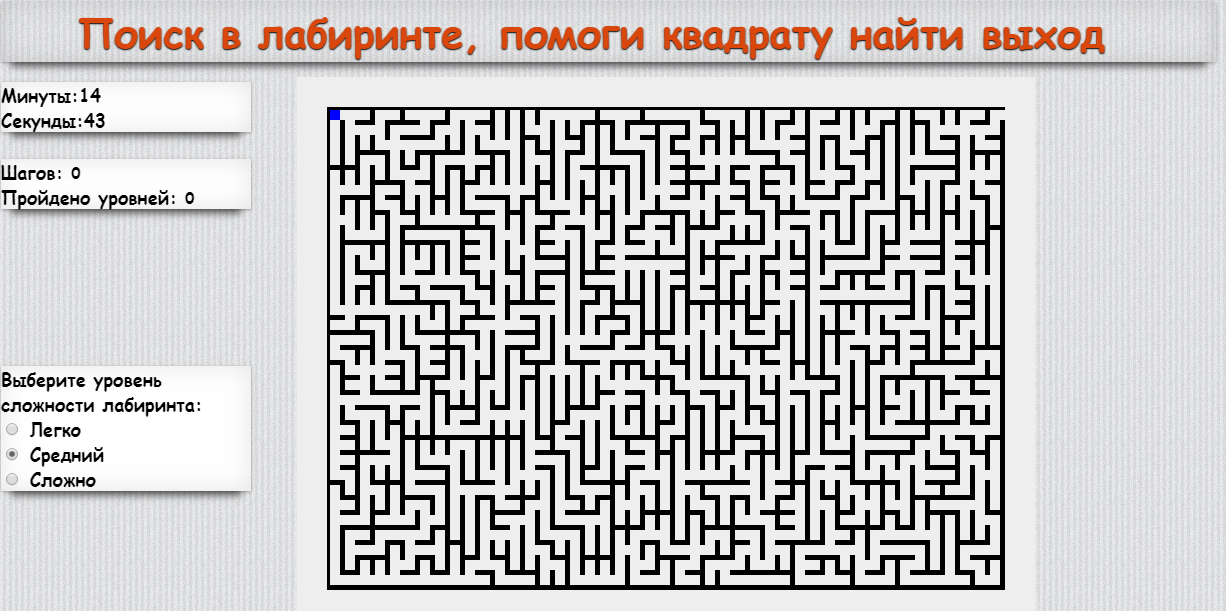 Поиск в лабиринте, помоги квадрату найти выход
Минуты:14
Секунды:43
Шагов: 0
Пройдено уровней: 0
Выберите уровень
сложности лабиринта:
Легко
Средний
Сложно